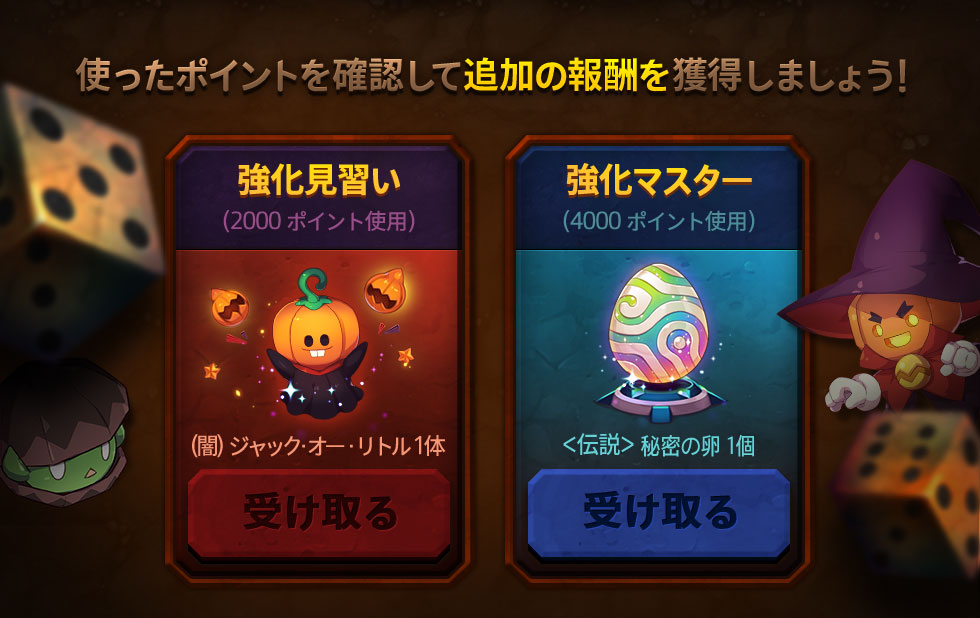 使ったポイントを確認して追加の報酬を獲得しましょう！
強化見習い
(2000 ポイント使用)
(闇) ジャック・オー・リトル 1体
受け取る
強化マスター
(4000 ポイント使用)
<伝説> 秘密の卵 1個
受け取る